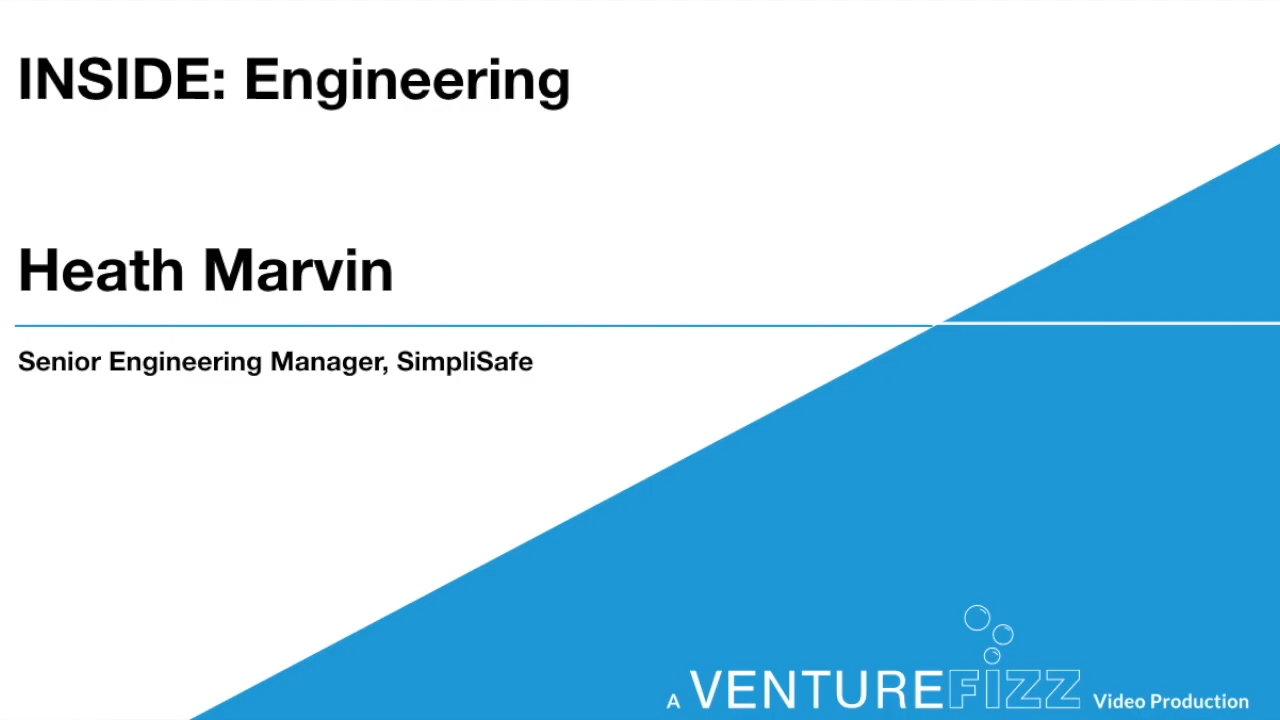 INSIDE: Engineering
Heath Marvin
Senior Engineering Manager, SimpliSafe
A VENTUREFIZZ Video Production